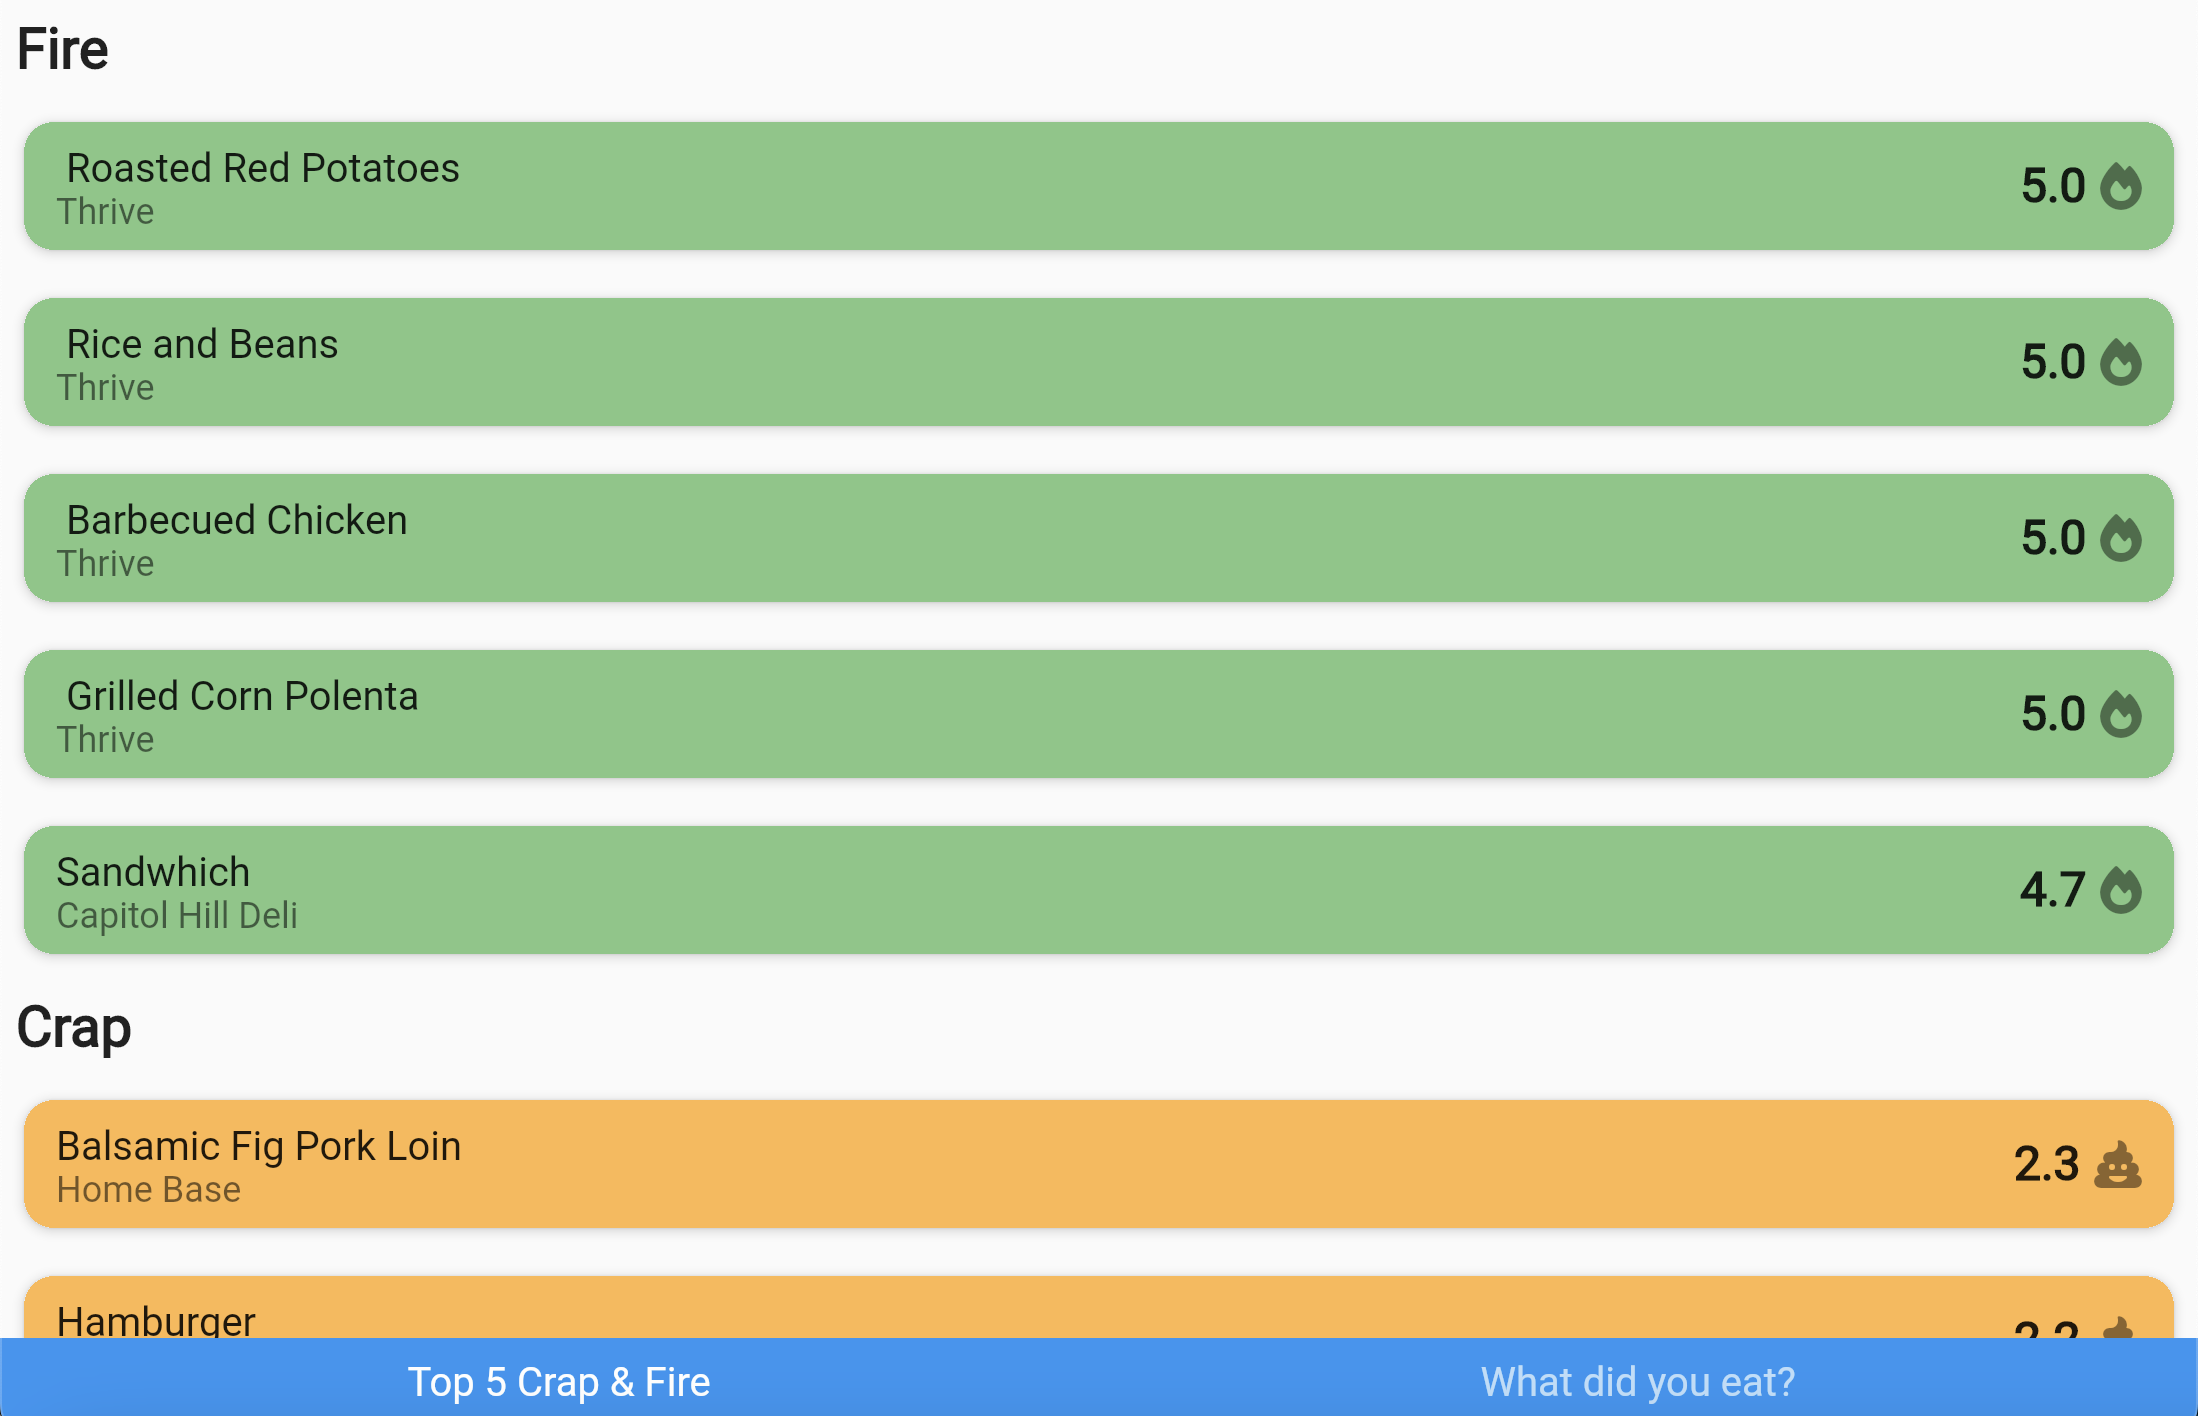 Fire
Roasted Red Potatoes
Thrive
5.0
Rice and Beans
Thrive
5.0
Barbecued Chicken
Thrive
5.0
Grilled Corn Polenta
Thrive
5.0
Sandwhich
Capitol Hill Deli
4.7
Crap
Balsamic Fig Pork Loin
Home Base
2.3
Hamburger
Top 5 Crap & Fire
What did you eat?